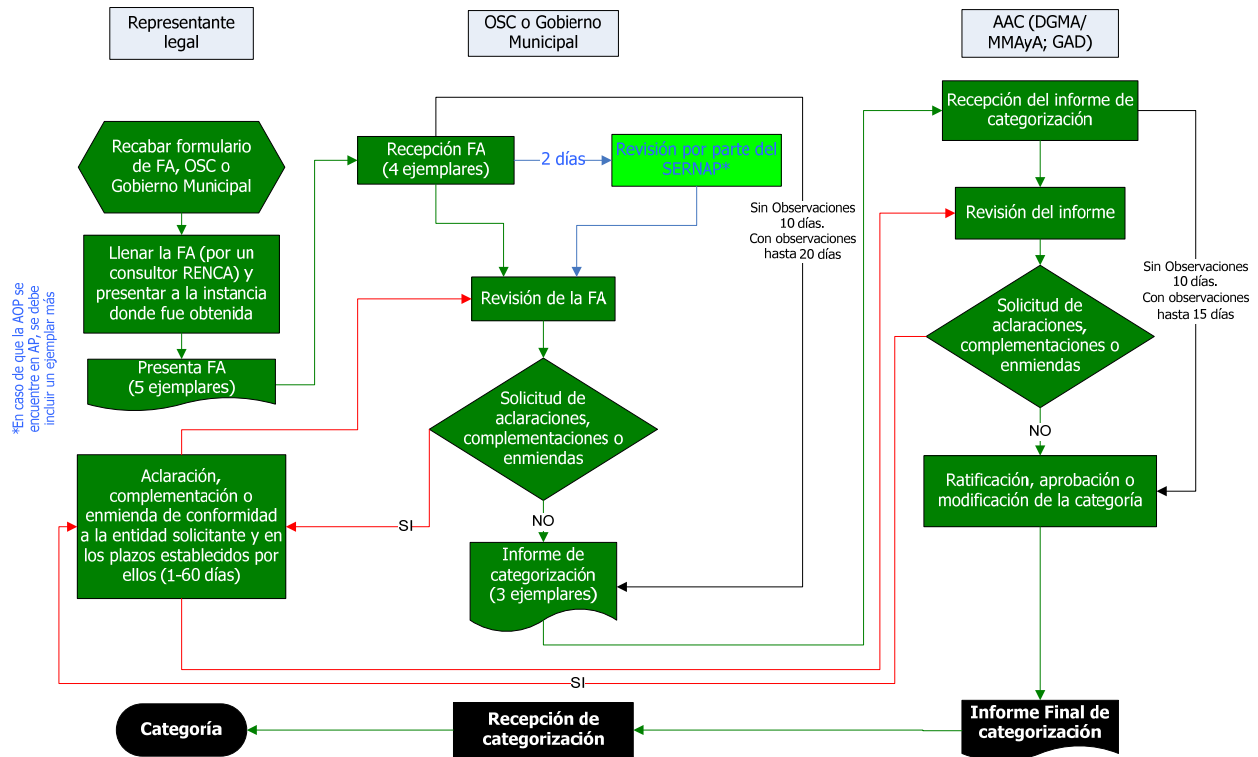 Representante
legal
OSC o Gobierno
Municipal
AAC (DGMA/
MMAyA; GAD)
Recabar formulario
de FA, OSC o
Gobierno Municipal
Llenar la FA (por un
consultor RENCA) y
presentar a la instancia
donde fue obtenida
Presenta FA
(5 ejemplares)
*En caso de que la AOP se
encuentre en AP, se debe
incluir un ejemplar más
Aclaración,
complementación o
enmienda de conformidad
a la entidad solicitante y en
los plazos establecidos por
ellos (1-60 días)
Recepción FA
(4 ejemplares)
2 días
Revisión por parte del
SERNAP*
Sin Observaciones
10 días.
Con observaciones
hasta 20 días
Revisión de la FA
Solicitud de
aclaraciones,
complementaciones o
enmiendas
SI
NO
Informe de
categorización
(3 ejemplares)
Recepción del informe de
categorización
Revisión del informe
Sin Observaciones
10 días.
Con observaciones
hasta 15 días
Solicitud de
aclaraciones,
complementaciones o
enmiendas
NO
Ratificación, aprobación o
modificación de la categoría
SI
Categoría
Recepción de
categorización
Informe Final de
categorización